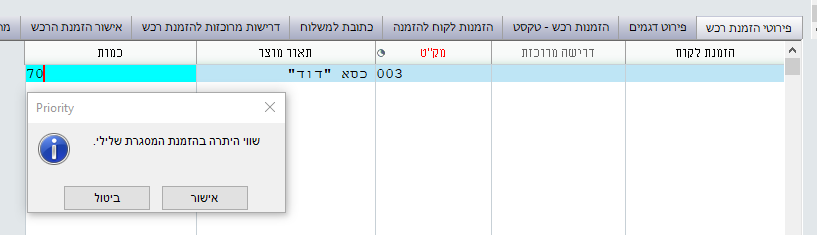 פירוטי הזמנת רכש
פירוט דגמים
הזמנות רכש - טקסט
הזמנות לקוח להזמנה
כתובת למשלוח
דרישות מרוכזות להזמנת רכש
אישור הזמנת הרכש
הזמנת לקוח
דרישה מרוכזת
מק"ט
תאור מוצר
כמות
003
כסא "דוד"
70
Priority
שווי היתרה בהזמנת המסגרת שלילי.
אישור
ביטול